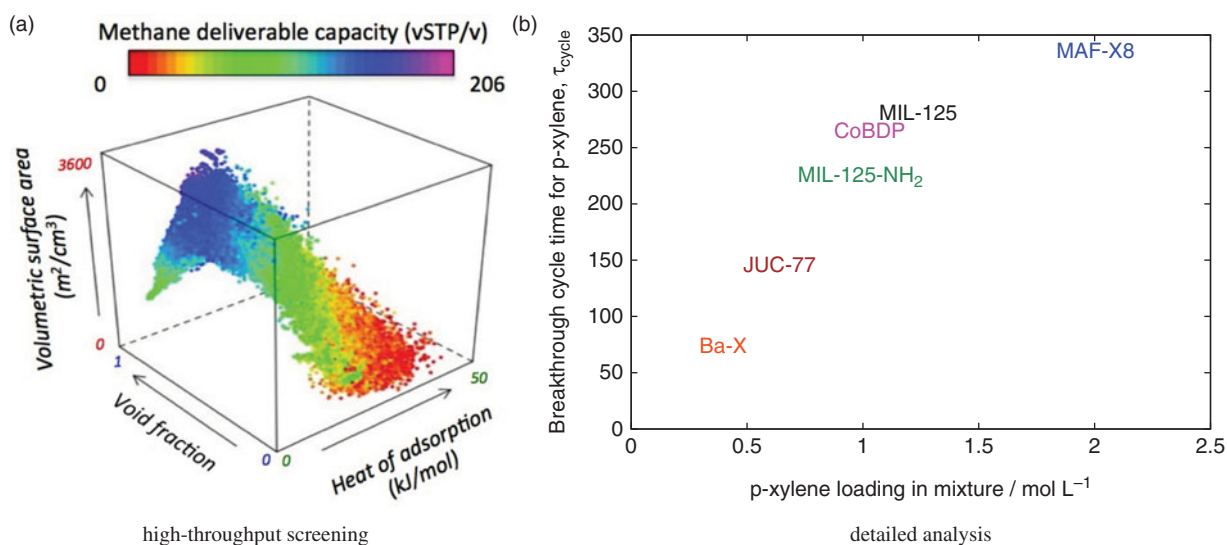 (a)
Methane deliverable capacity (vSTP/v)
0 206
Volumetric surface area
(m²/cm³)
3600
0
1
Void fraction
0 0
Heat of adsorption
(kJ/mol)
50
high-throughput screening
(b)
Breakthrough cycle time for p-xylene, τcycle
350
300
250
200
150
100
50
0
MAF-X8
MIL-125
CoBDP
MIL-125-NH₂
JUC-77
Ba-X
0 0.5 1 1.5 2 2.5
p-xylene loading in mixture / mol L⁻¹
detailed analysis